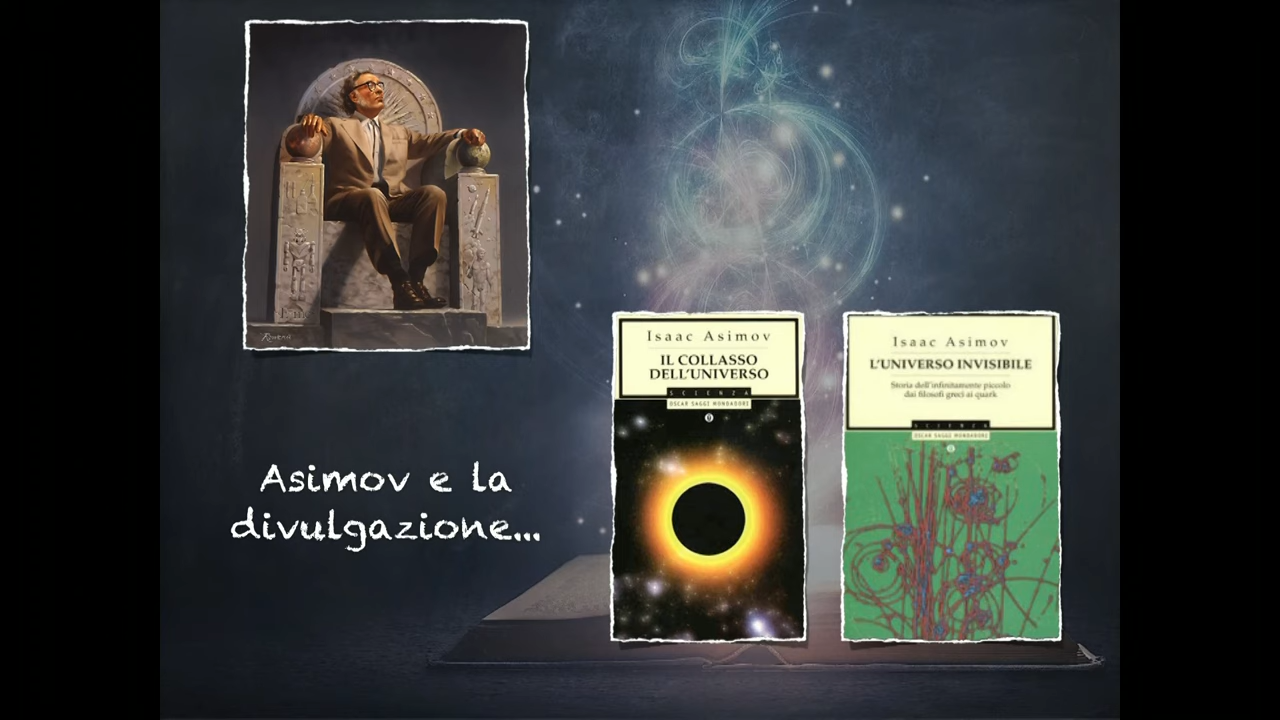 Asimov e la
divulgazione...
Isaac Asimov
IL COLLASSO
DELL'UNIVERSO
SCIENZA
OSCAR SAGGI MONDADORI
Isaac Asimov
L'UNIVERSO INVISIBILE
Storia dell'infinitamente piccolo
dai filosofi greci ai quark
SCIENZA
OSCAR SAGGI MONDADORI